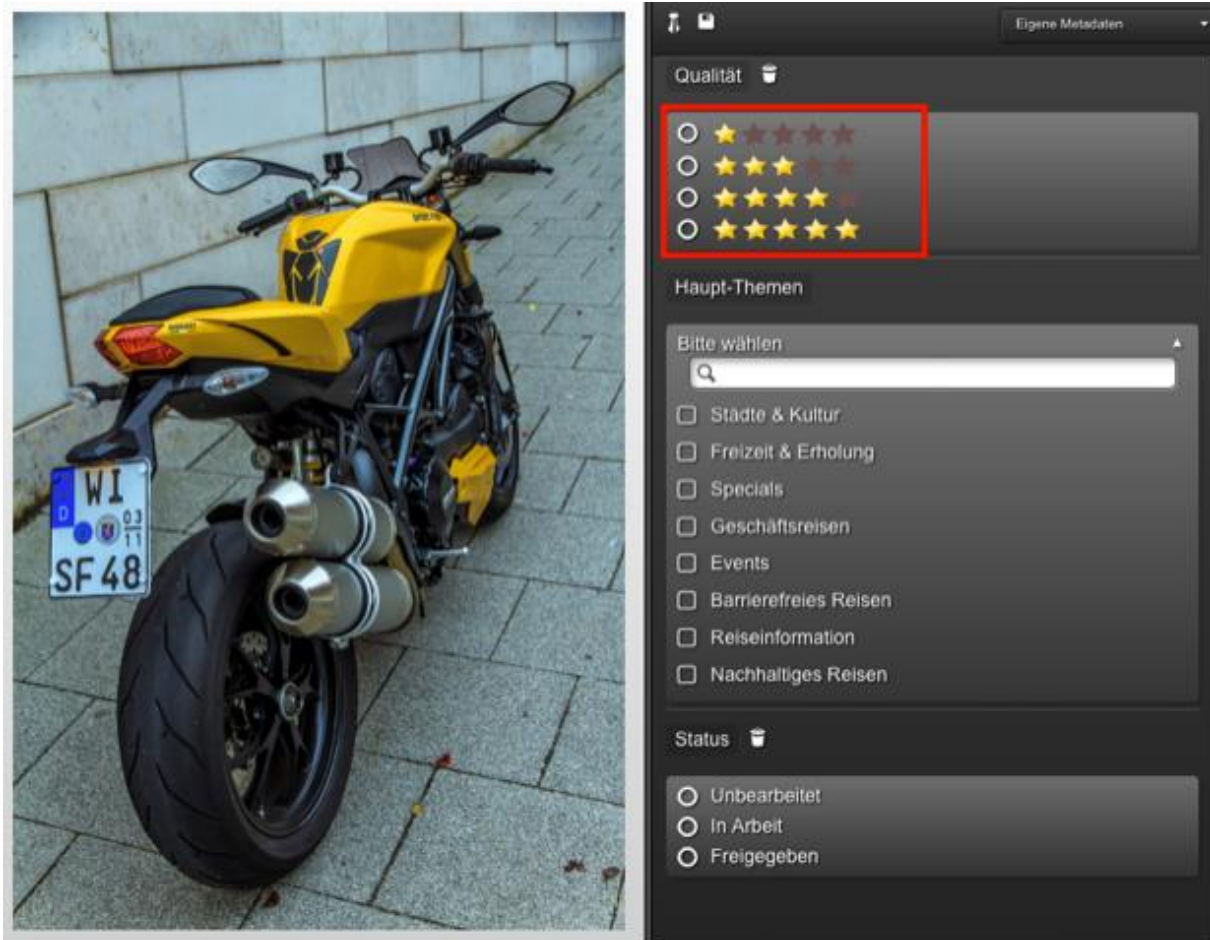 WI
D
03
11
SF 48
Eigene Metadaten
Qualität
Haupt-Themen
Bitte wählen
Städte & Kultur
Freizeit & Erholung
Specials
Geschäftsreisen
Events
Barrierefreies Reisen
Reiseinformation
Nachhaltiges Reisen
Status
Unbearbeitet
In Arbeit
Freigegeben